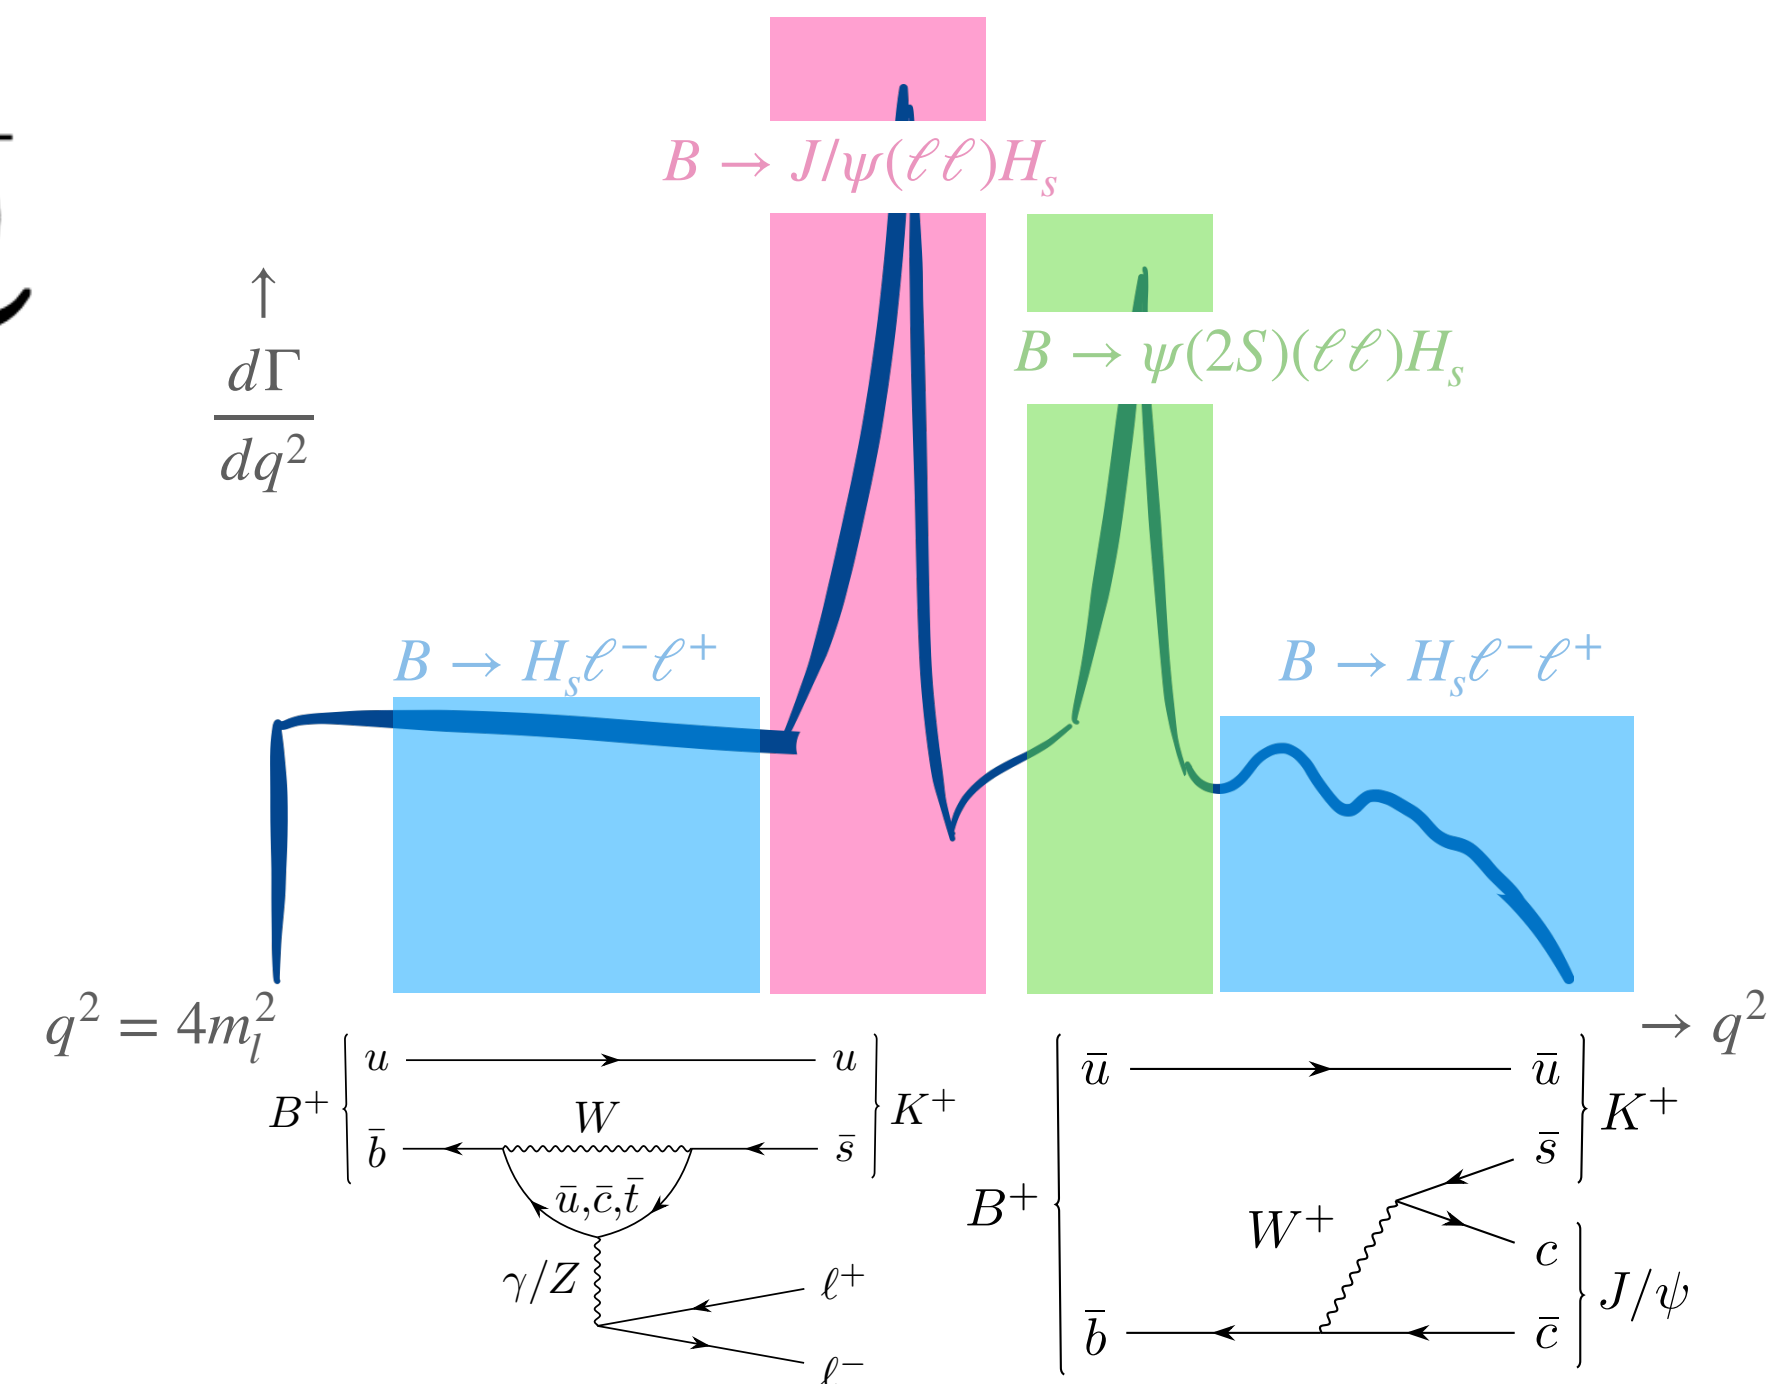 B → J/ψ(ℓℓ)H_s
↑
dΓ
dq²
B → ψ(2S)(ℓℓ)H_s
B → H_sℓ⁻ℓ⁺
B → H_sℓ⁻ℓ⁺
q² = 4m_l²
→ q²
u
u
B⁺
W
K⁺
b̄
s̄
ū,c̄,t̄
γ/Z
ℓ⁺
ℓ⁻
ū
ū
K⁺
s̄
B⁺
W⁺
c
J/ψ
b̄
c̄